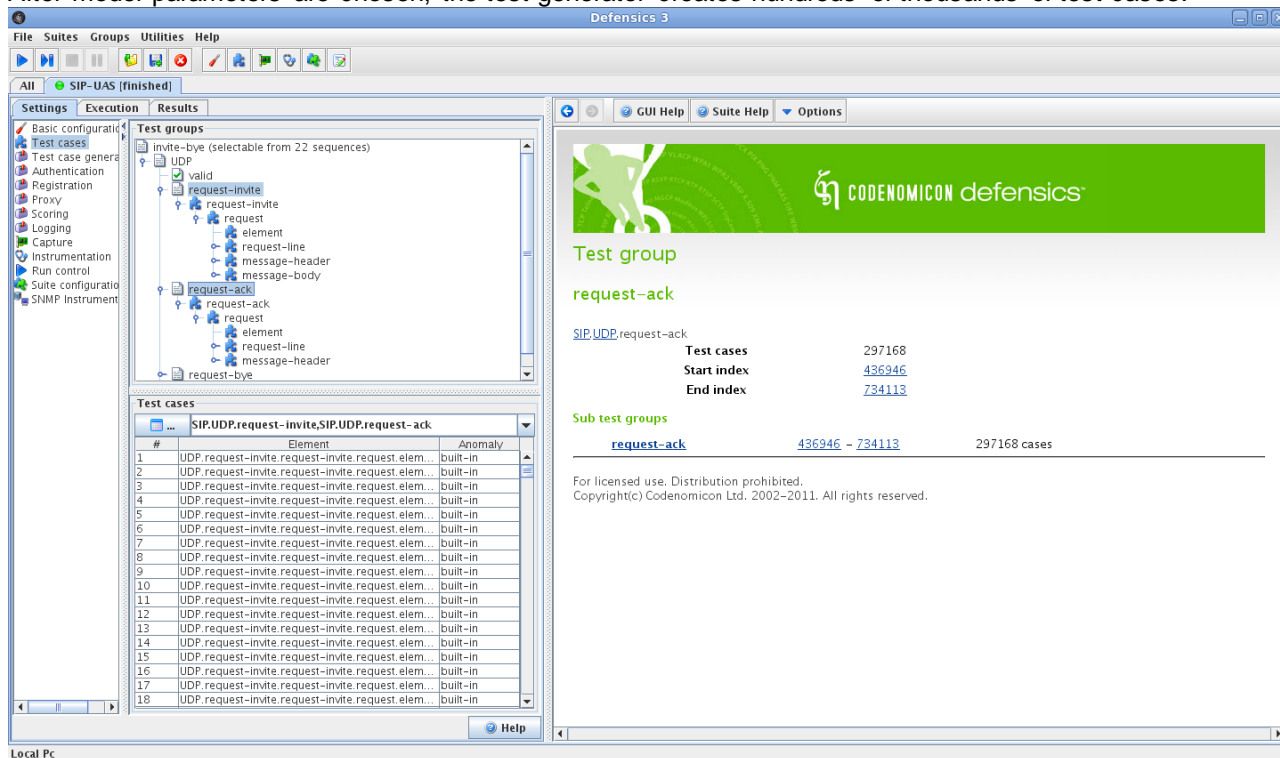 After model parameters are chosen, the test generator creates hundreds of thousands of test cases.
Defensics 3
File Suites Groups Utilities Help
All SIP-UAS [finished]
Settings Execution Results
Basic configuratio
Test cases
Test case genera
Authentication
Registration
Proxy
Scoring
Logging
Capture
Instrumentation
Run control
Suite configuratio
SNMP Instrument
Test groups
invite-bye (selectable from 22 sequences)
UDP
valid
request-invite
request-invite
request
element
request-line
message-header
message-body
request-ack
request-ack
request
element
request-line
message-header
request-bye
Test cases
... SIP.UDP.request-invite,SIP.UDP.request-ack
# Element Anomaly
1 UDP.request-invite.request-invite.request.elem... built-in
2 UDP.request-invite.request-invite.request.elem... built-in
3 UDP.request-invite.request-invite.request.elem... built-in
4 UDP.request-invite.request-invite.request.elem... built-in
5 UDP.request-invite.request-invite.request.elem... built-in
6 UDP.request-invite.request-invite.request.elem... built-in
7 UDP.request-invite.request-invite.request.elem... built-in
8 UDP.request-invite.request-invite.request.elem... built-in
9 UDP.request-invite.request-invite.request.elem... built-in
10 UDP.request-invite.request-invite.request.elem... built-in
11 UDP.request-invite.request-invite.request.elem... built-in
12 UDP.request-invite.request-invite.request.elem... built-in
13 UDP.request-invite.request-invite.request.elem... built-in
14 UDP.request-invite.request-invite.request.elem... built-in
15 UDP.request-invite.request-invite.request.elem... built-in
16 UDP.request-invite.request-invite.request.elem... built-in
17 UDP.request-invite.request-invite.request.elem... built-in
18 UDP.request-invite.request-invite.request.elem... built-in
Help
GUI Help Suite Help Options
CODENOMICON defensics
Test group
request-ack
SIP.UDP.request-ack
Test cases 297168
Start index 436946
End index 734113
Sub test groups
request-ack 436946 - 734113 297168 cases
For licensed use. Distribution prohibited.
Copyright(c) Codenomicon Ltd. 2002-2011. All rights reserved.
Local Pc